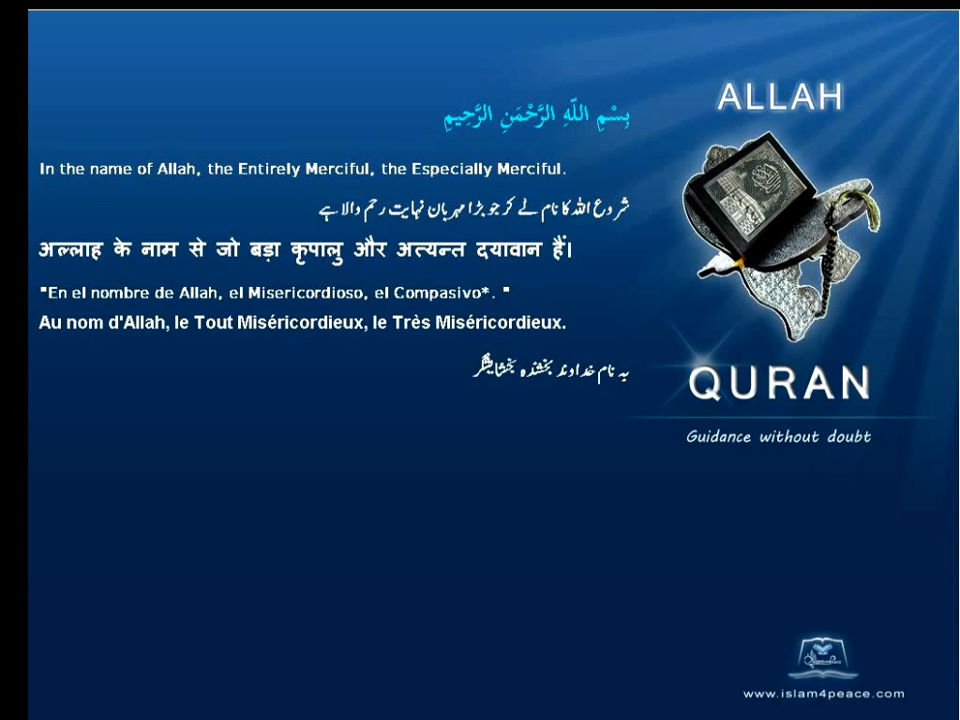 بِسْمِ اللّهِ الرَّحْمَنِ الرَّحِيمِ
In the name of Allah, the Entirely Merciful, the Especially Merciful.
شروع الله کا نام لے کر جو بڑا مہربان نہایت رحم والا ہے
अल्लाह के नाम से जो बड़ा कृपालु और अत्यन्त दयावान हैं।
"En el nombre de Allah, el Misericordioso, el Compasivo*. "
Au nom d'Allah, le Tout Miséricordieux, le Très Miséricordieux.
به نام خداوند بخشنده بخشایشگر
ALLAH
QURAN
Guidance without doubt
www.islam4peace.com